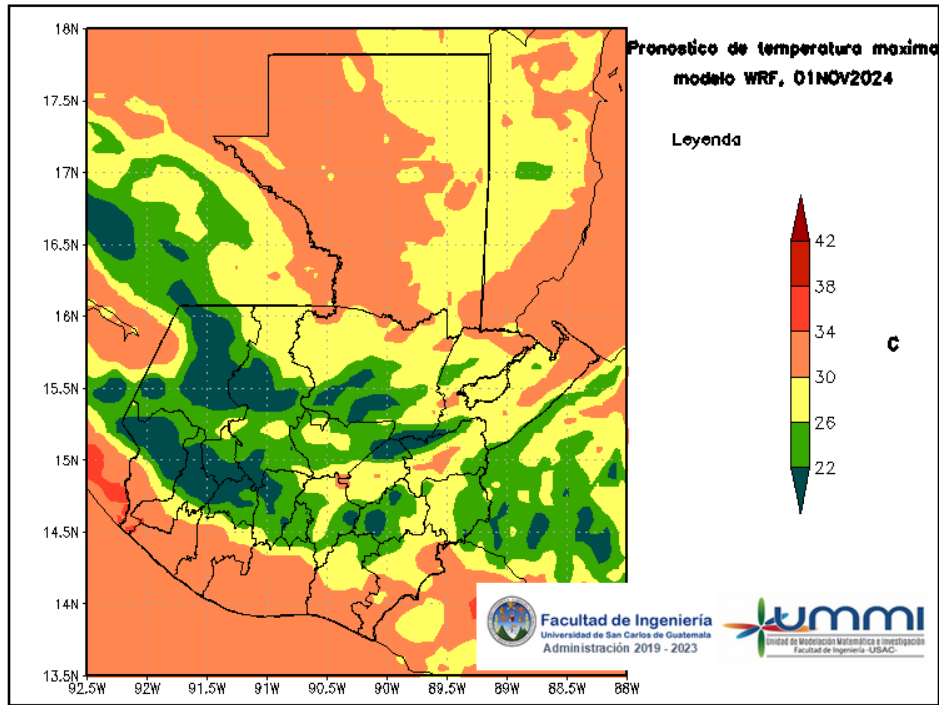 Pronostico de temperatura maxima
modelo WRF, 01NOV2024
Leyenda
42
38
34
30
26
22
C
18N
17.5N
17N
16.5N
16N
15.5N
15N
14.5N
14N
13.5N
92.5W
92W
91.5W
91W
90.5W
90W
89.5W
89W
88.5W
88W
Facultad de Ingeniería
Universidad de San Carlos de Guatemala
Administración 2019 - 2023
UMMI
Unidad de Modelación Matemática e Investigación
Facultad de Ingeniería -USAC-